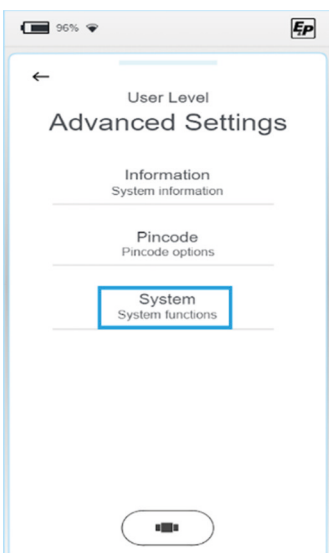 96%
EP
User Level
Advanced Settings
Information
System information
Pincode
Pincode options
System
System functions